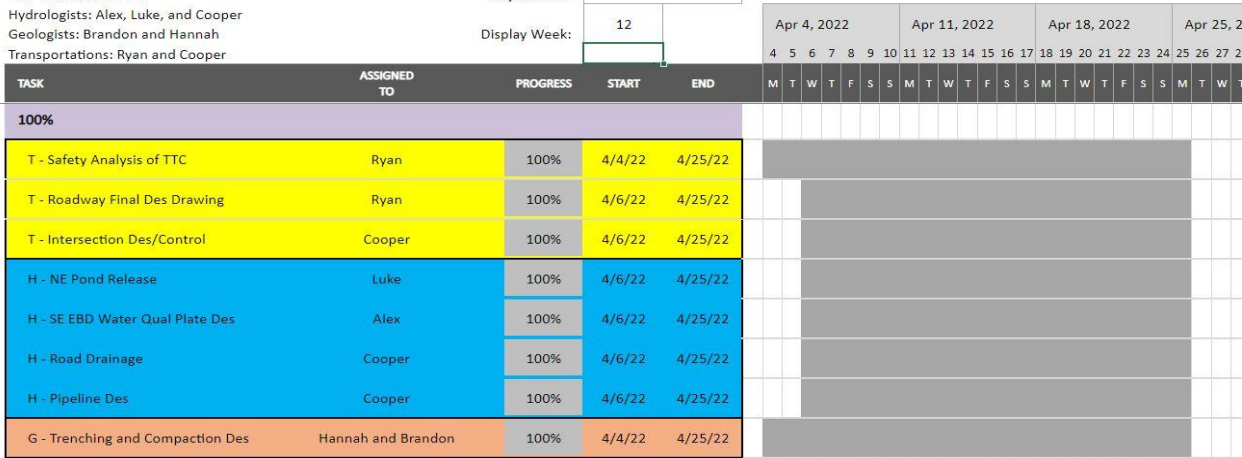 Hydrologists: Alex, Luke, and Cooper
Geologists: Brandon and Hannah
Transportations: Ryan and Cooper
Display Week: 12
Apr 4, 2022 Apr 11, 2022 Apr 18, 2022 Apr 25, 2
4 5 6 7 8 9 10 11 12 13 14 15 16 17 18 19 20 21 22 23 24 25 26 27 2
TASK ASSIGNED TO PROGRESS START END M T W T F S S M T W T F S S M T W T F S S M T W T
100%
T - Safety Analysis of TTC Ryan 100% 4/4/22 4/25/22
T - Roadway Final Des Drawing Ryan 100% 4/6/22 4/25/22
T - Intersection Des/Control Cooper 100% 4/6/22 4/25/22
H - NE Pond Release Luke 100% 4/6/22 4/25/22
H - SE EBD Water Qual Plate Des Alex 100% 4/6/22 4/25/22
H - Road Drainage Cooper 100% 4/6/22 4/25/22
H - Pipeline Des Cooper 100% 4/6/22 4/25/22
G - Trenching and Compaction Des Hannah and Brandon 100% 4/4/22 4/25/22